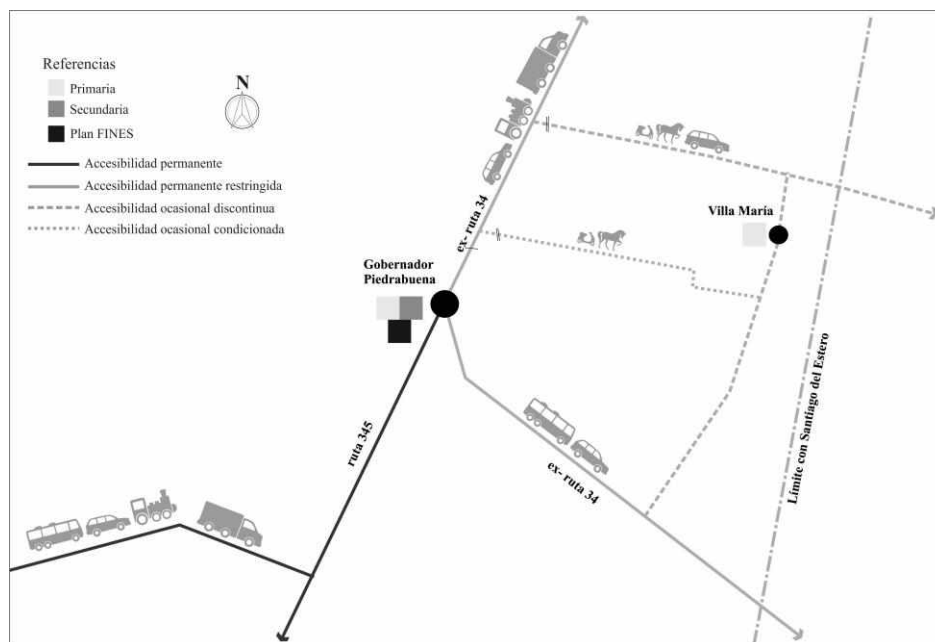 Referencias
Primaria
Secundaria
Plan FINES
Accesibilidad permanente
Accesibilidad permanente restringida
Accesibilidad ocasional discontinua
Accesibilidad ocasional condicionada
N
ex- ruta 34
Villa María
Gobernador
Piedrabuena
ruta 345
ex- ruta 34
Límite con Santiago del Estero